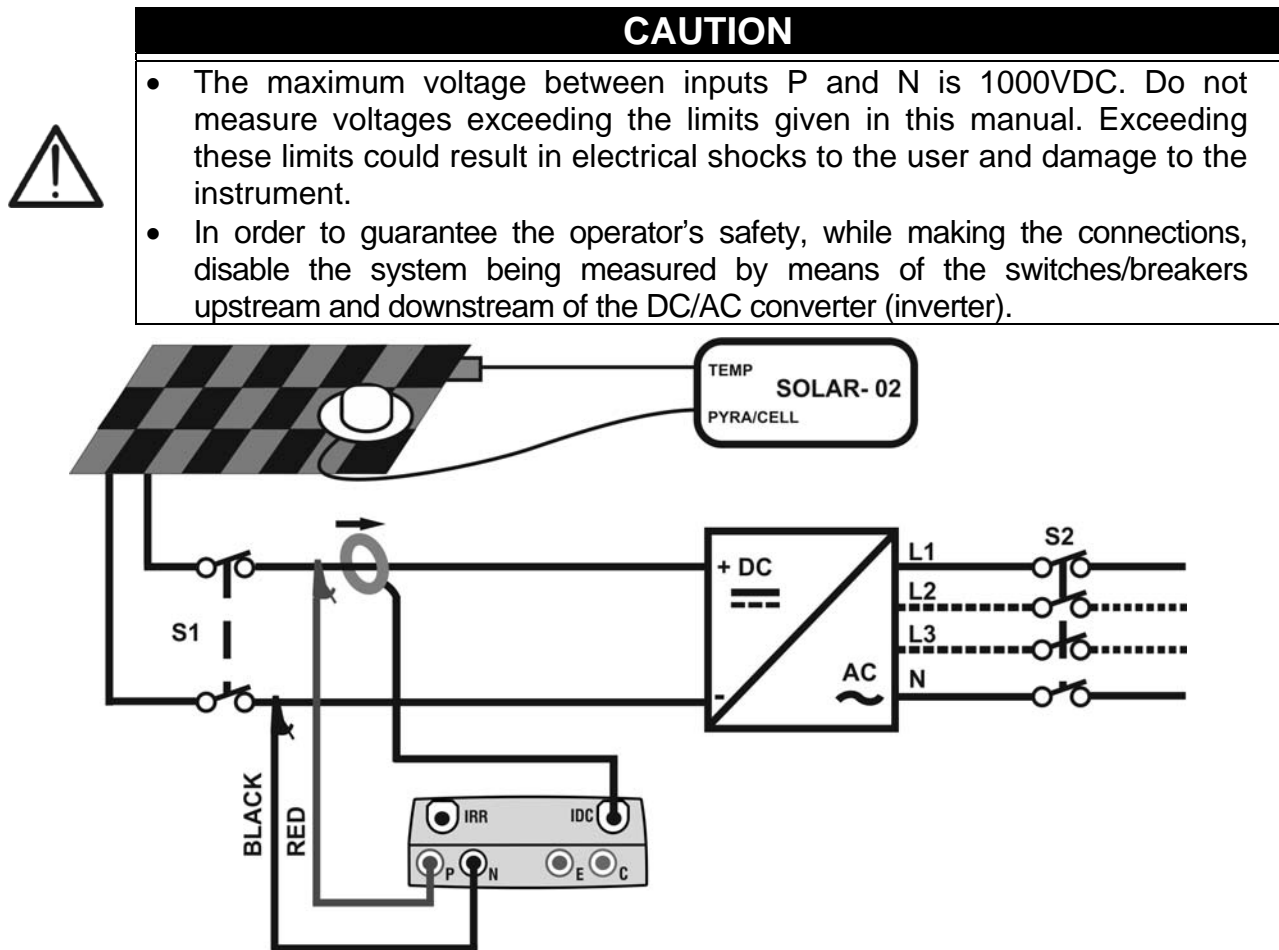 CAUTION
• The maximum voltage between inputs P and N is 1000VDC. Do not
measure voltages exceeding the limits given in this manual. Exceeding
these limits could result in electrical shocks to the user and damage to the
instrument.
• In order to guarantee the operator's safety, while making the connections,
disable the system being measured by means of the switches/breakers
upstream and downstream of the DC/AC converter (inverter).
TEMP
SOLAR- 02
PYRA/CELL
S1
+ DC
-
AC
L1
L2
L3
N
S2
BLACK
RED
IRR
IDC
P
N
E
C